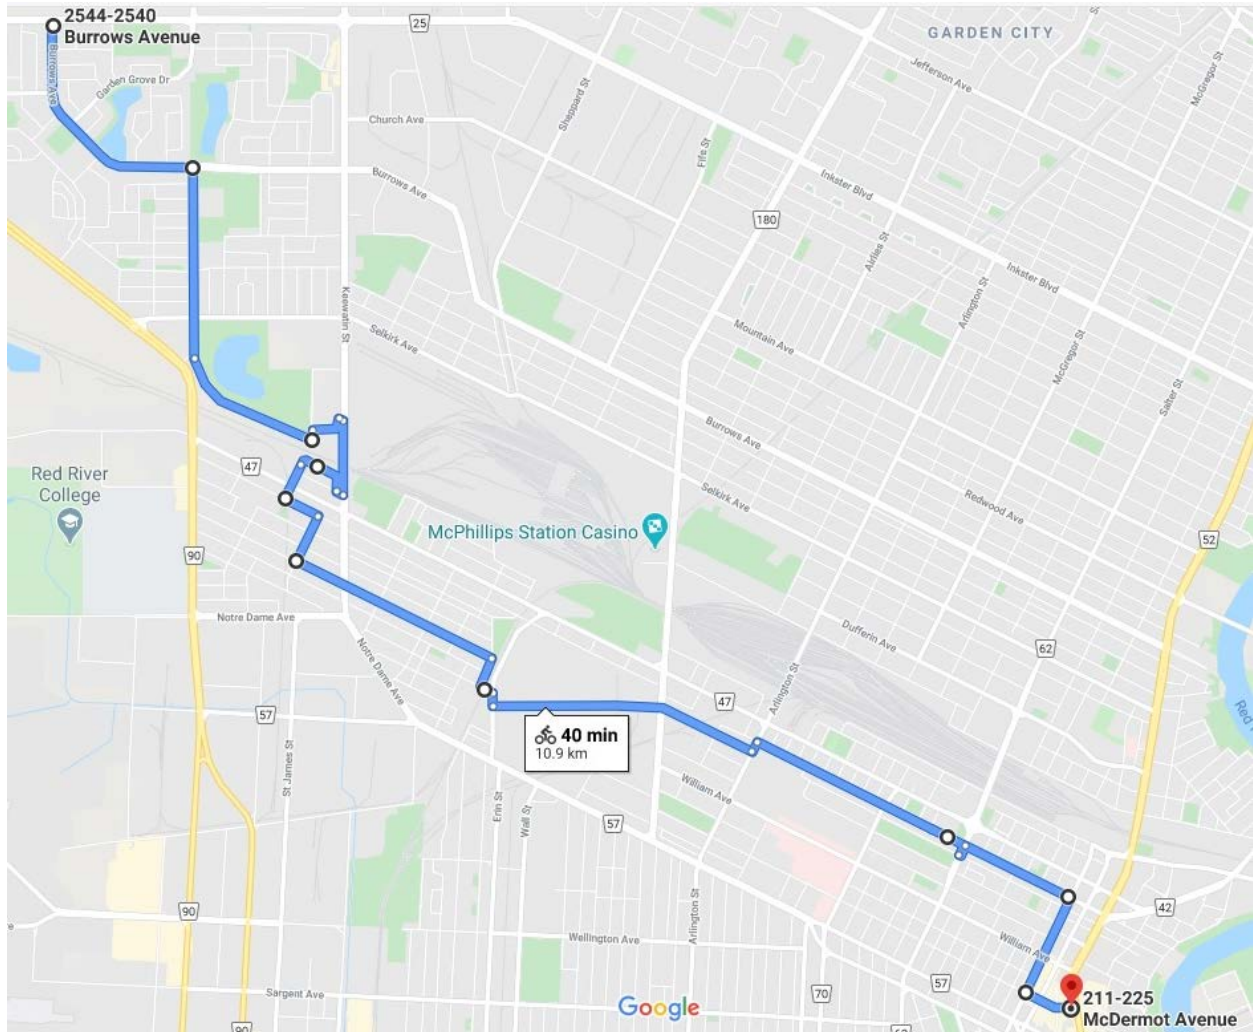 2544-2540
Burrows Avenue
25
GARDEN CITY
Burrows Ave
Garden Grove Dr
Jefferson Ave
McGregor St
Sheppard St
Church Ave
Fife St
Burrows Ave
Inkster Blvd
180
Airlies St
Arlington St
Inkster Blvd
Keewatin St
Selkirk Ave
Mountain Ave
McGregor St
Salter St
Burrows Ave
Red River
College
47
Selkirk Ave
Redwood Ave
McPhillips Station Casino
52
90
Notre Dame Ave
Notre Dame Ave
Dufferin Ave
62
Arlington St
47
57
St James St
40 min
10.9 km
William Ave
Erin St
Wall St
57
Arlington St
90
42
Wellington Ave
William Ave
57
Sargent Ave
70
Google
211-225
McDermot Avenue
90